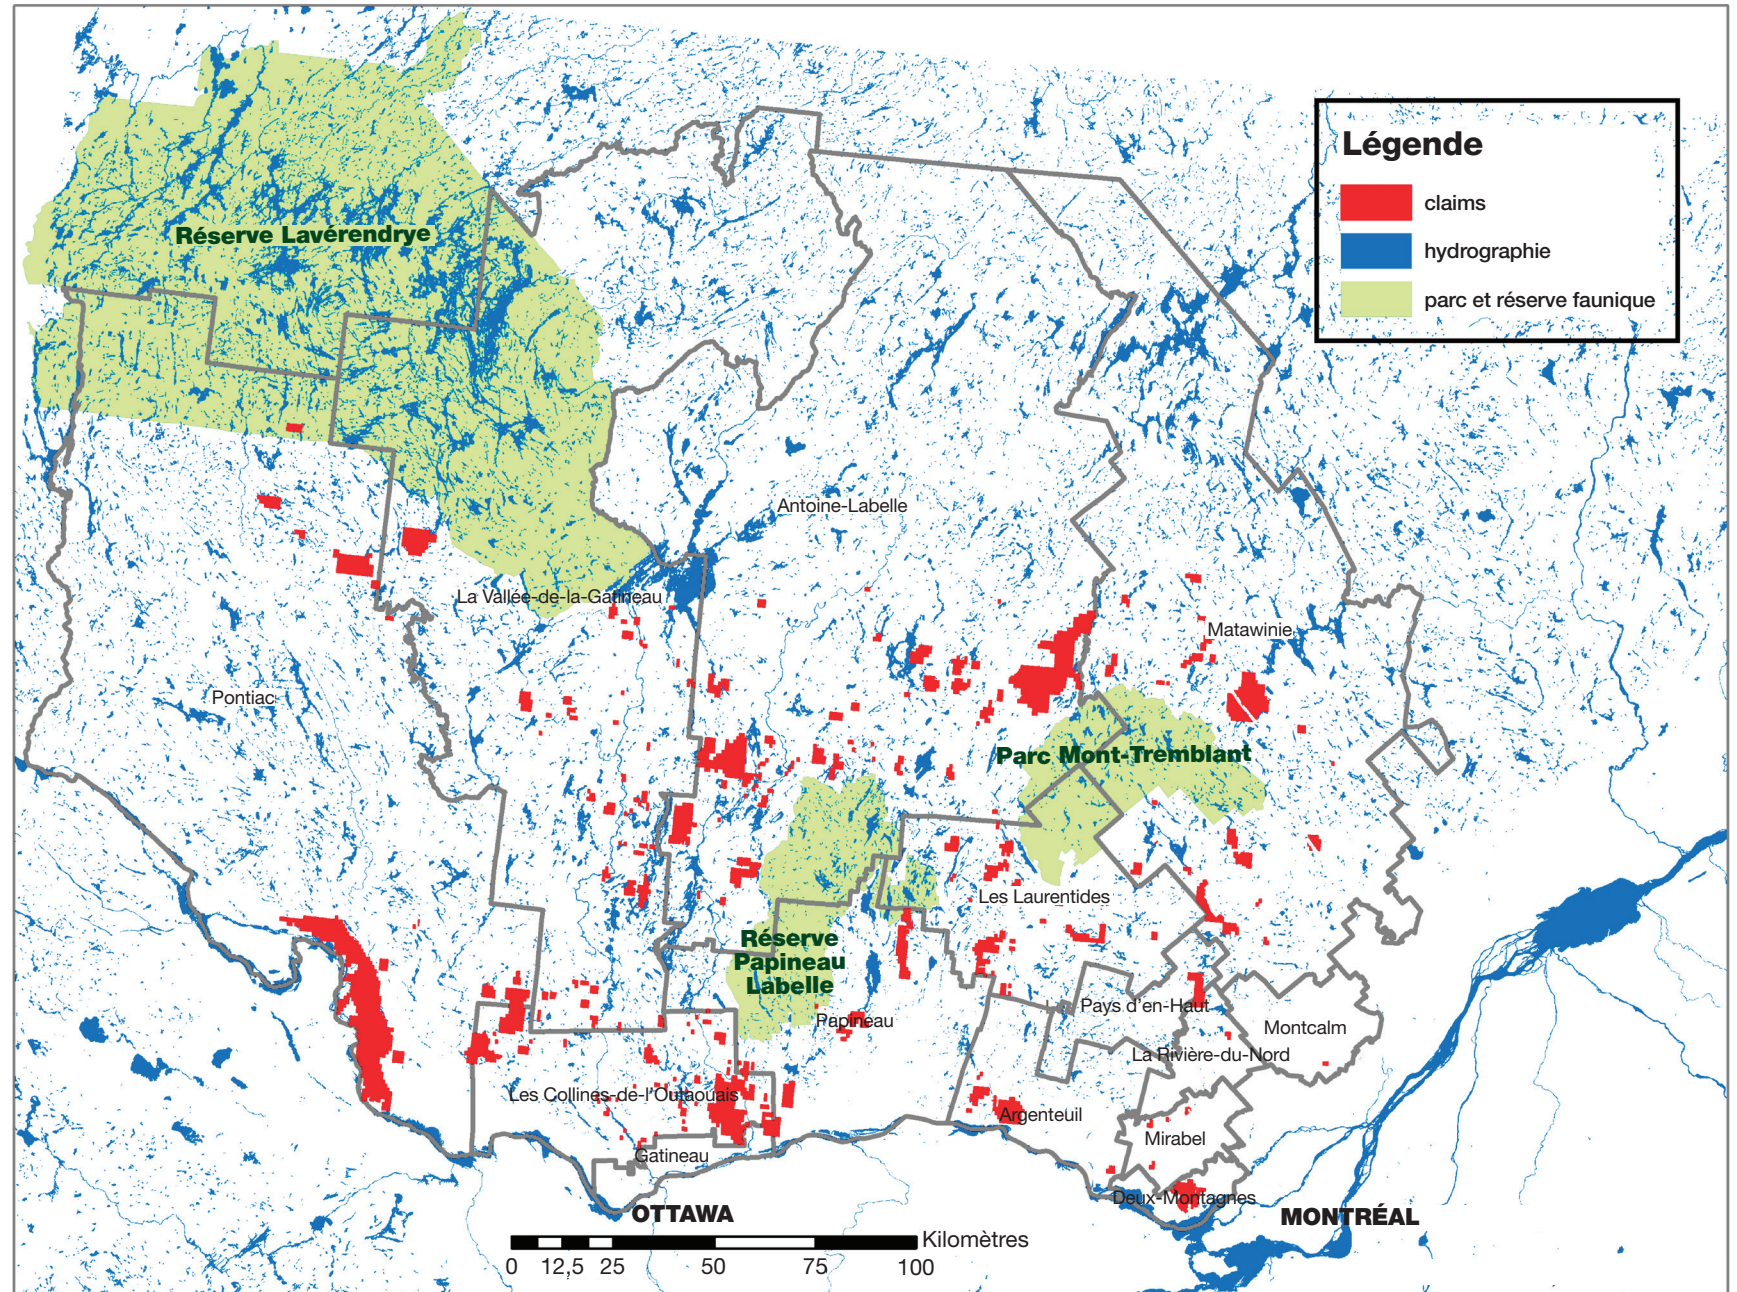 Légende
claims
hydrographie
parc et réserve faunique
Réserve Lavérendrye
Antoine-Labelle
La Vallée-de-la-Gatineau
Matawinie
Pontiac
Parc Mont-Tremblant
Les Laurentides
Réserve
Papineau
Labelle
Papineau
Pays d'en-Haut
Montcalm
La Rivière-du-Nord
Les Collines-de-l'Outaouais
Argenteuil
Mirabel
Gatineau
Deux-Montagnes
OTTAWA
MONTRÉAL
Kilomètres
0 12,5 25 50 75 100